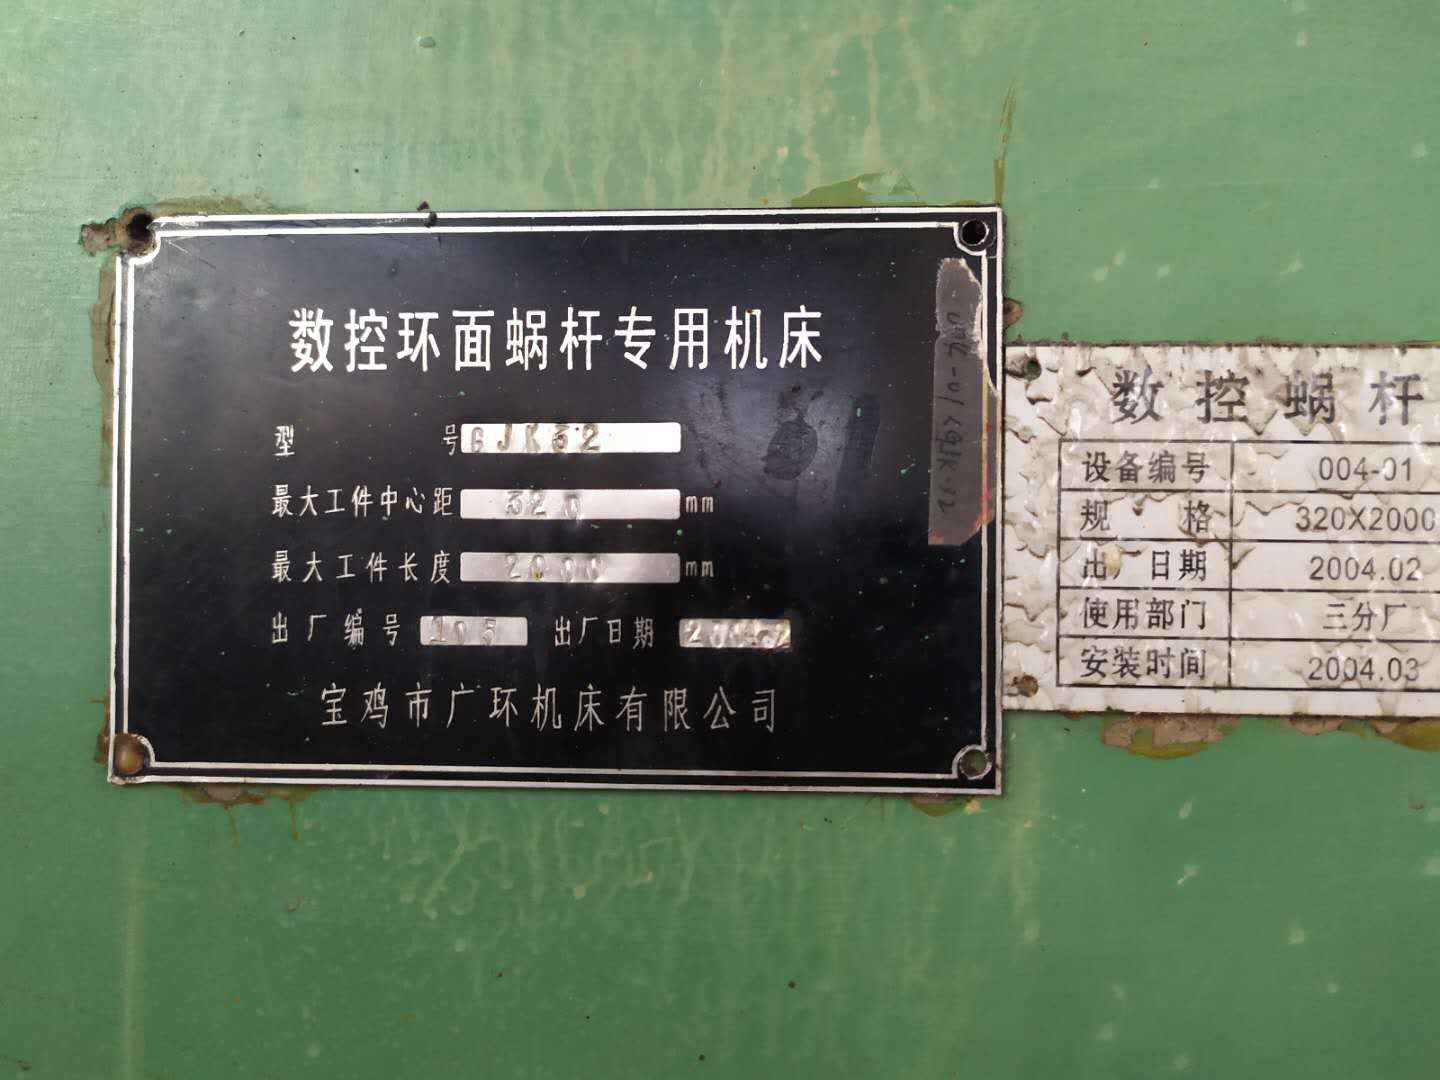 数控环面蜗杆专用机床
型 号 GJK32
最大工件中心距 320 mm
最大工件长度 2000 mm
出厂编号 105 出厂日期 2004.2
宝鸡市广环机床有限公司
数控蜗杆
设备编号 004-01
规 格 320X2000
出厂日期 2004.02
使用部门 三分厂
安装时间 2004.03